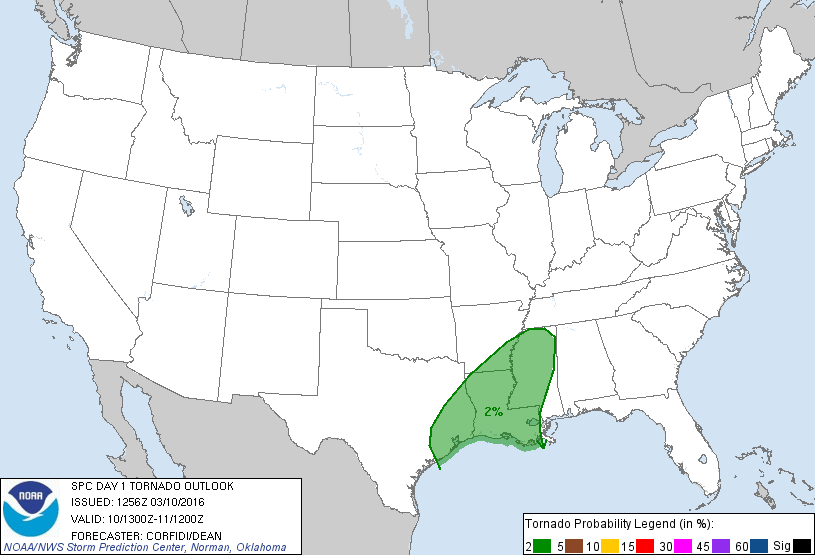 2%
NOAA
SPC DAY 1 TORNADO OUTLOOK
ISSUED: 1256Z 03/10/2016
VALID: 10/1300Z-11/1200Z
FORECASTER: CORFIDI/DEAN
NOAA/NWS Storm Prediction Center, Norman, Oklahoma
Tornado Probability Legend (in %):
2 5 10 15 30 45 60 Sig